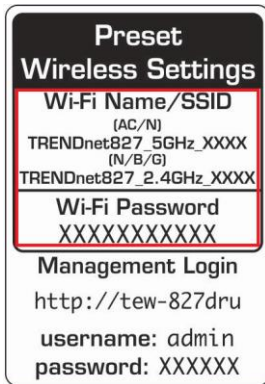 Preset
Wireless Settings
Wi-Fi Name/SSID
(AC/N)
TRENDnet827_5GHz_XXXX
(N/B/G)
TRENDnet827_2.4GHz_XXXX
Wi-Fi Password
XXXXXXXXXXX
Management Login
http://tew-827dru
username: admin
password: XXXXXX